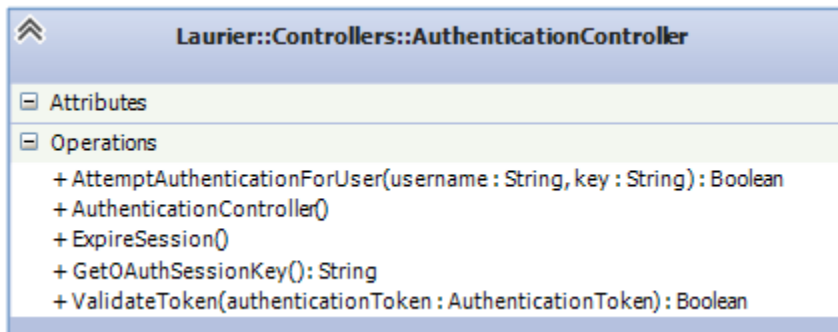 Laurier::Controllers::AuthenticationController
Attributes
Operations
+ AttemptAuthenticationForUser(username : String, key : String) : Boolean
+ AuthenticationController()
+ ExpireSession()
+ GetOAuthSessionKey() : String
+ ValidateToken(authenticationToken : AuthenticationToken) : Boolean